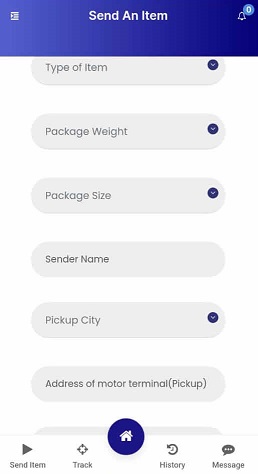 Send An Item
0
Type of Item
Package Weight
Package Size
Sender Name
Pickup City
Address of motor terminal(Pickup)
Send Item Track History Message